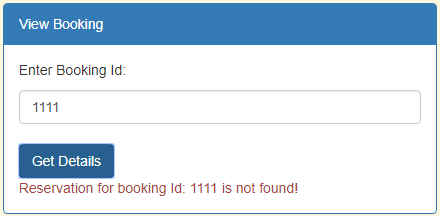 View Booking
Enter Booking Id:
1111
Get Details
Reservation for booking Id: 1111 is not found!